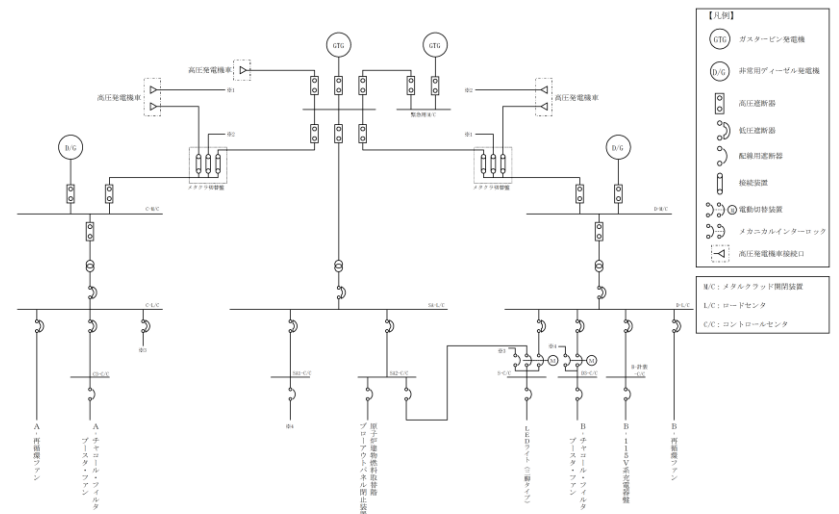 GTG
GTG
高圧発電機車
高圧発電機車
※1
※2
高圧発電機車
※2
※1
緊急用M/C
D/G
D/G
メタクラ切替盤
メタクラ切替盤
C-M/C
D-M/C
C-L/C
SA-L/C
D-L/C
※3
※3
※4
SA1-C/C
SA2-C/C
D-計装
-C/C
※4
A-再循環ファン
A-チャコール・フィルタ
ブースタ・ファン
原子炉建物燃料取替階
ブローアウトパネル閉止装置
LEDライト(三脚タイプ)
B-チャコール・フィルタ
ブースタ・ファン
B-115V系充電器盤
B-再循環ファン
【凡例】
GTG ガスタービン発電機
D/G 非常用ディーゼル発電機
高圧遮断器
低圧遮断器
配線用遮断器
接続装置
M 電動切替装置
メカニカルインターロック
高圧発電機車接続口
M/C:メタルクラッド開閉装置
L/C:ロードセンタ
C/C:コントロールセンタ
M
M